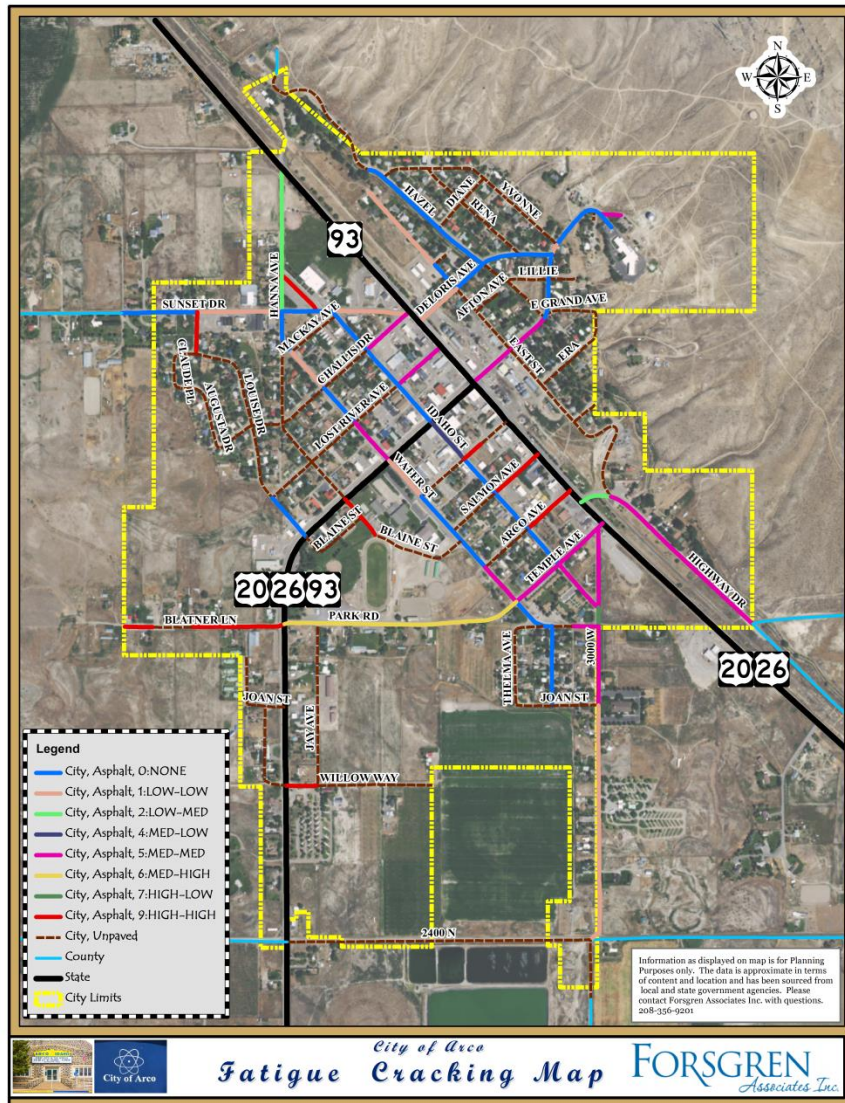 N
W
E
S
93
HAZEL
DIANE
RENA
YVONNE
HANNA AVE
DELORIS AVE
LILLIE
AFTON AVE
E GRAND AVE
SUNSET DR
MACKAY AVE
CHALLIS DR
EAST ST
ERA
CLAUDE PL
AUGUSTA DR
LOUISE DR
LOST RIVER AVE
IDAHO ST
WATER ST
SALMON AVE
ARCO AVE
BLAINE ST
BLAINE ST
TEMPLE AVE
HIGHWAY DR
20 26 93
BLATNER LN
PARK RD
THELMA AVE
3000 W
20 26
JOAN ST
JOAN ST
JAY AVE
WILLOW WAY
2400 N
Legend
City, Asphalt, 0:NONE
City, Asphalt, 1:LOW-LOW
City, Asphalt, 2:LOW-MED
City, Asphalt, 4:MED-LOW
City, Asphalt, 5:MED-MED
City, Asphalt, 6:MED-HIGH
City, Asphalt, 7:HIGH-LOW
City, Asphalt, 9:HIGH-HIGH
City, Unpaved
County
State
City Limits
Information as displayed on map is for Planning
Purposes only. The data is approximate in terms
of content and location and has been sourced from
local and state government agencies. Please
contact Forsgren Associates Inc. with questions.
208-356-9201
City of Arco
City of Arco
Fatigue Cracking Map
FORSGREN
Associates Inc.